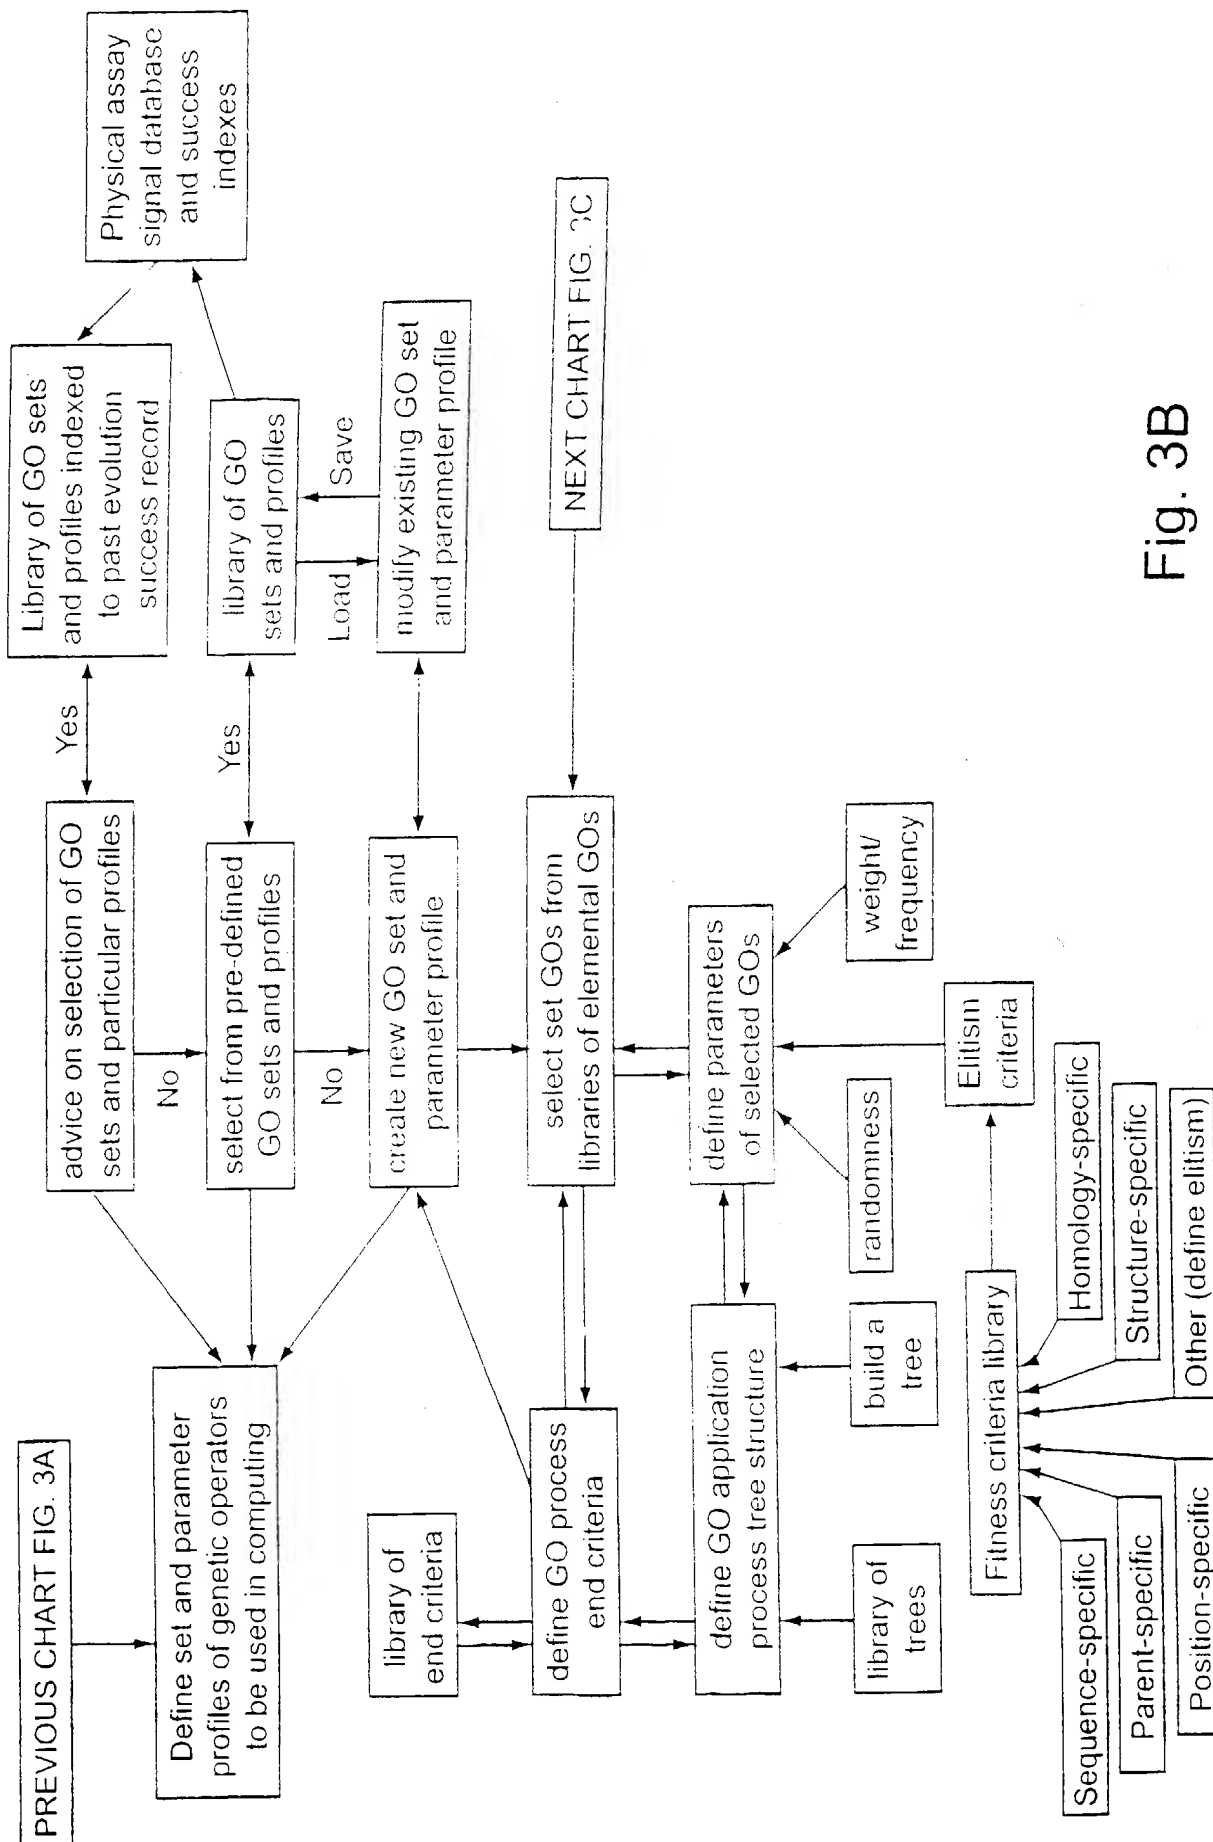 PREVIOUS CHART FIG. 3A
Define set and parameter
profiles of genetic operators
to be used in computing
advice on selection of GO
sets and particular profiles
Yes
Library of GO sets
and profiles indexed
to past evolution
success record
Physical assay
signal database
and success
indexes
No
select from pre-defined
GO sets and profiles
Yes
library of GO
sets and profiles
No
Load
Save
create new GO set and
parameter profile
modify existing GO set
and parameter profile
library of
end criteria
define GO process
end criteria
select set GOs from
libraries of elemental GOs
NEXT CHART FIG. 3C
define GO application
process tree structure
define parameters
of selected GOs
library of
trees
build a
tree
randomness
weight/
frequency
Fitness criteria library
Elitism
criteria
Sequence-specific
Homology-specific
Parent-specific
Structure-specific
Position-specific
Other (define elitism)
Fig. 3B